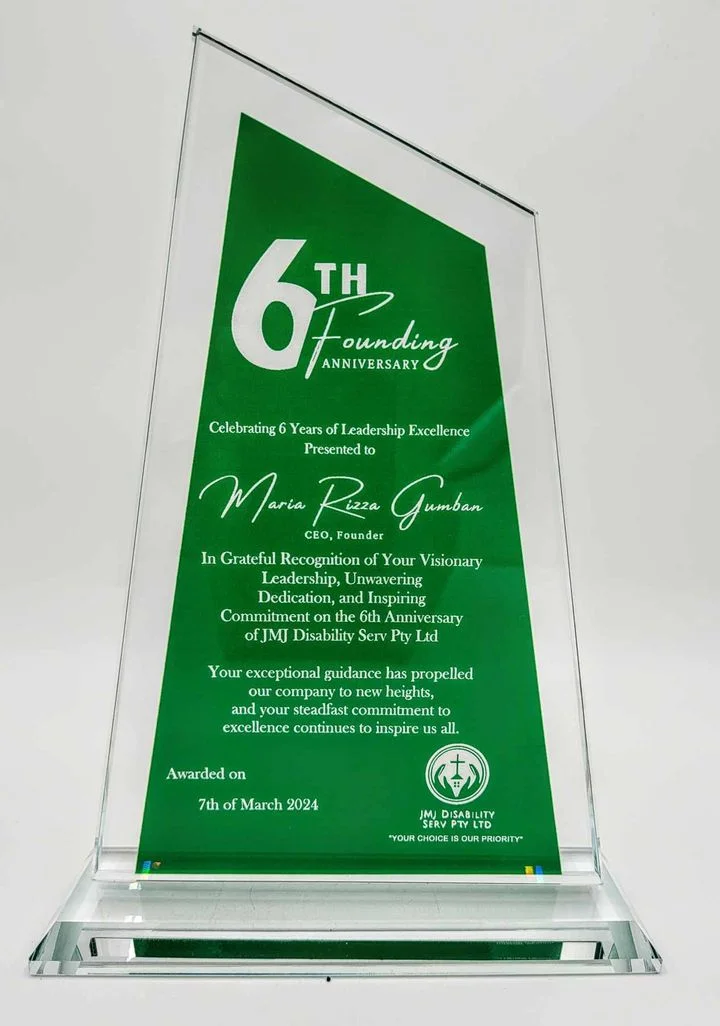 6TH
Founding
ANNIVERSARY
Celebrating 6 Years of Leadership Excellence
Presented to
Maria Rizza Gumban
CEO, Founder
In Grateful Recognition of Your Visionary
Leadership, Unwavering
Dedication, and Inspiring
Commitment on the 6th Anniversary
of JMJ Disability Serv Pty Ltd
Your exceptional guidance has propelled
our company to new heights,
and your steadfast commitment to
excellence continues to inspire us all.
Awarded on
7th of March 2024
JMJ DISABILITY
SERV PTY LTD
"YOUR CHOICE IS OUR PRIORITY"